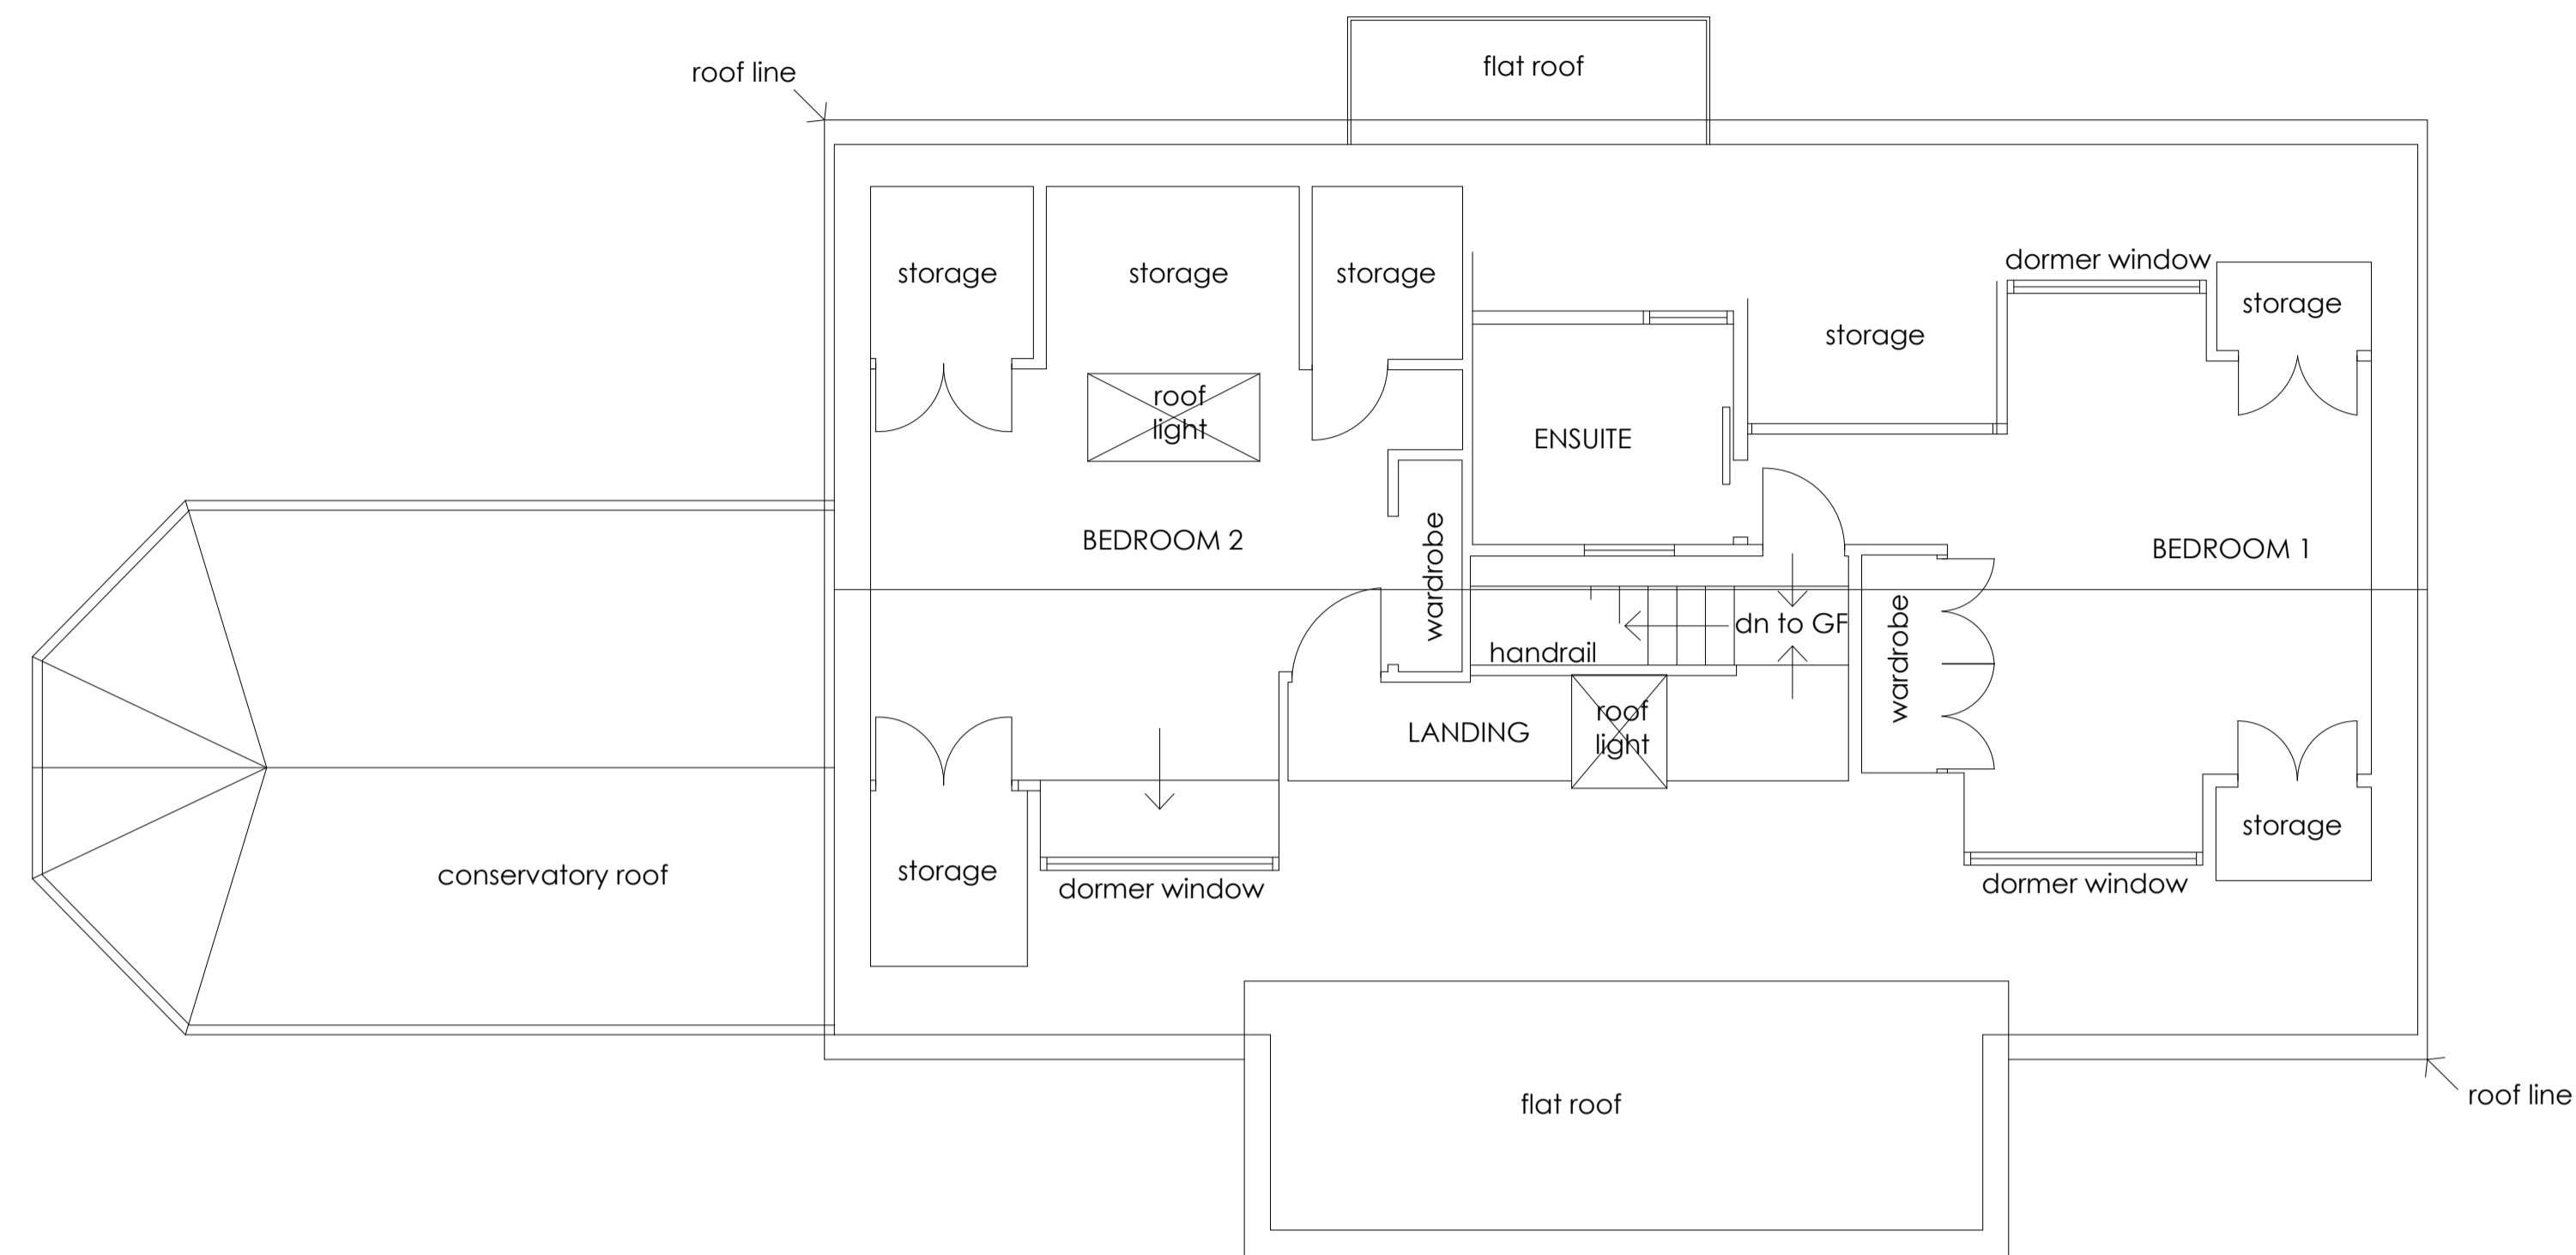 flat roof
roof line
dormer window
storage
storage
storage
storage
storage
roof
light
ENSUITE
wardrobe
BEDROOM 2
BEDROOM 1
dn to GF
wardrobe
handrail
roof
light
LANDING
storage
conservatory roof
storage
dormer window
dormer window
roof line
flat roof